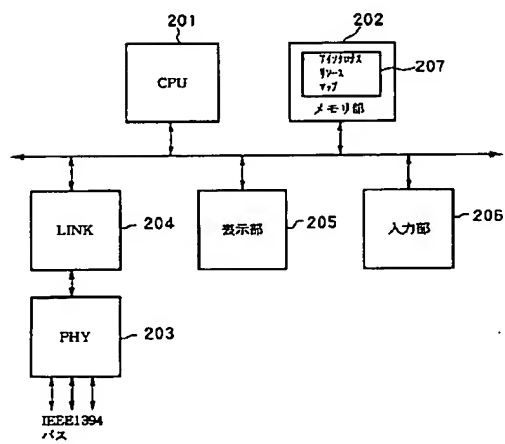 201
202
CPU
アイソクロナス
リソース
マップ
207
メモリ部
LINK
204
表示部
205
入力部
206
PHY
203
IEEE1394
バス